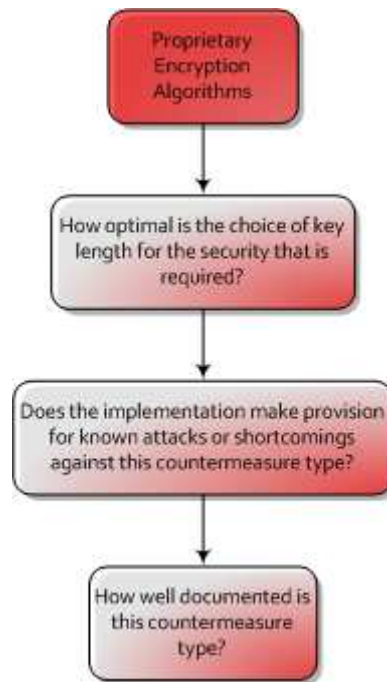 Proprietary
Encryption
Algorithms
How optimal is the choice of key
length for the security that is
required?
Does the implementation make provision
for known attacks or shortcomings
against this countermeasure type?
How well documented is
this countermeasure
type?